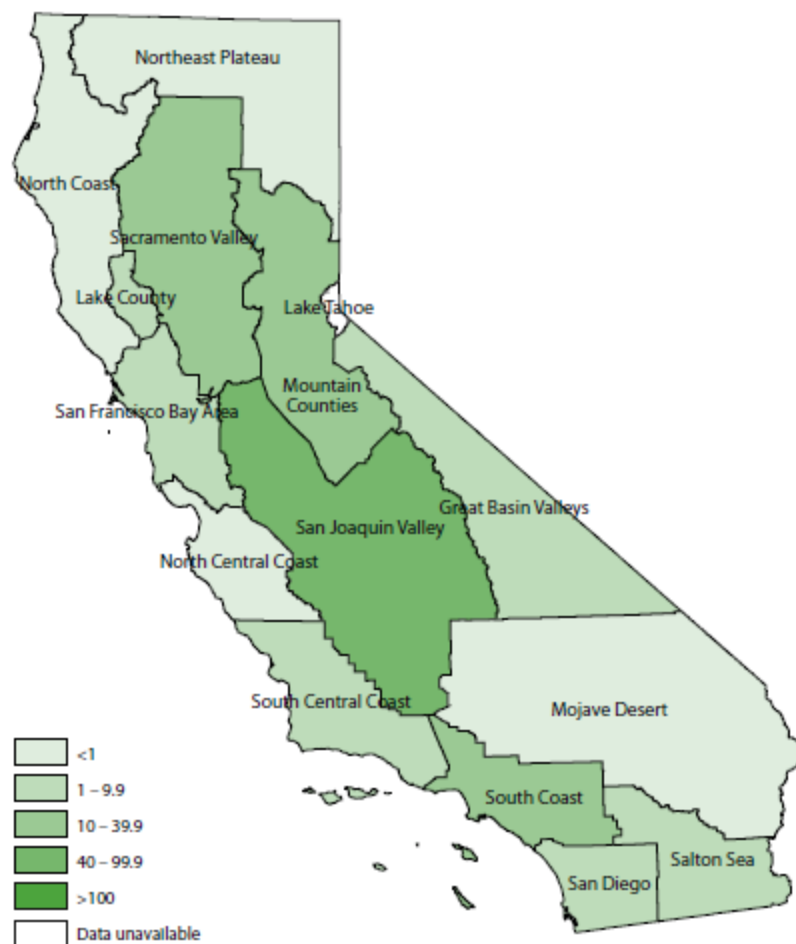 Northeast Plateau
North Coast
Sacramento Valley
Lake County
Lake Tahoe
Mountain
Counties
San Francisco Bay Area
Great Basin Valleys
San Joaquin Valley
North Central Coast
South Central Coast
Mojave Desert
South Coast
Salton Sea
San Diego
<1
1 – 9.9
10 – 39.9
40 – 99.9
>100
Data unavailable